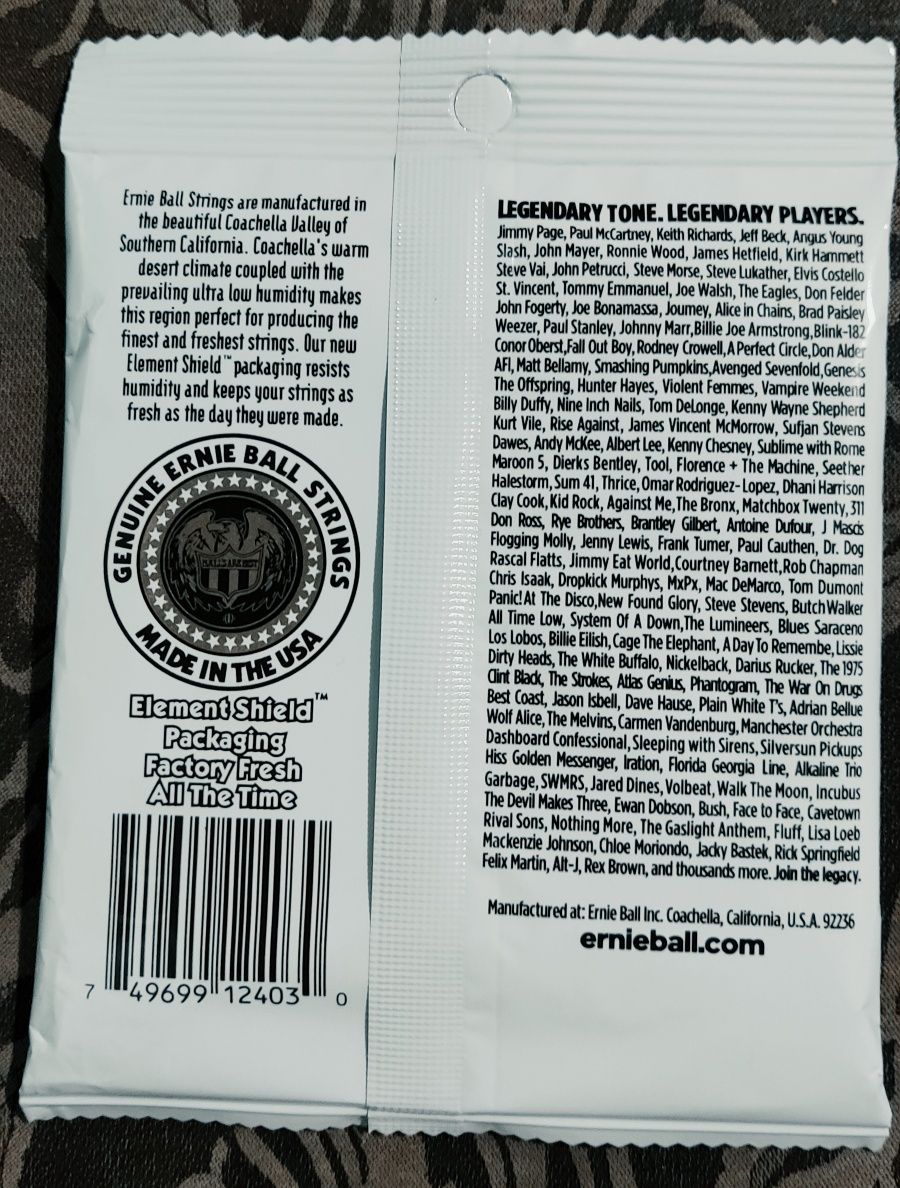 Ernie Ball Strings are manufactured in
the beautiful Coachella Valley of
Southern California. Coachella's warm
desert climate coupled with the
prevailing ultra low humidity makes
this region perfect for producing the
finest and freshest strings. Our new
Element Shield™ packaging resists
humidity and keeps your strings as
fresh as the day they were made.
GENUINE ERNIE BALL STRINGS
MADE IN THE USA
Element Shield™
Packaging
Factory Fresh
All The Time
7 49699 12403 0
LEGENDARY TONE. LEGENDARY PLAYERS.
Jimmy Page, Paul McCartney, Keith Richards, Jeff Beck, Angus Young
Slash, John Mayer, Ronnie Wood, James Hetfield, Kirk Hammett
Steve Vai, John Petrucci, Steve Morse, Steve Lukather, Elvis Costello
St. Vincent, Tommy Emmanuel, Joe Walsh, The Eagles, Don Felder
John Fogerty, Joe Bonamassa, Journey, Alice in Chains, Brad Paisley
Weezer, Paul Stanley, Johnny Marr,Billie Joe Armstrong,Blink-182
Conor Oberst,Fall Out Boy, Rodney Crowell,A Perfect Circle,Don Alder
AFI, Matt Bellamy, Smashing Pumpkins,Avenged Sevenfold,Genesis
The Offspring, Hunter Hayes, Violent Femmes, Vampire Weekend
Billy Duffy, Nine Inch Nails, Tom DeLonge, Kenny Wayne Shepherd
Kurt Vile, Rise Against, James Vincent McMorrow, Sufjan Stevens
Dawes, Andy McKee, Albert Lee, Kenny Chesney, Sublime with Rome
Maroon 5, Dierks Bentley, Tool, Florence + The Machine, Seether
Halestorm, Sum 41, Thrice, Omar Rodriguez-Lopez, Dhani Harrison
Clay Cook, Kid Rock, Against Me,The Bronx, Matchbox Twenty, 311
Don Ross, Rye Brothers, Brantley Gilbert, Antoine Dufour, J Mascis
Flogging Molly, Jenny Lewis, Frank Turner, Paul Cauthen, Dr. Dog
Rascal Flatts, Jimmy Eat World,Courtney Barnett,Rob Chapman
Chris Isaak, Dropkick Murphys, MxPx, Mac DeMarco, Tom Dumont
Panic! At The Disco,New Found Glory, Steve Stevens, Butch Walker
All Time Low, System Of A Down,The Lumineers, Blues Saraceno
Los Lobos, Billie Eilish, Cage The Elephant, A Day To Remembe, Lissie
Dirty Heads, The White Buffalo, Nickelback, Darius Rucker, The 1975
Clint Black, The Strokes, Atlas Genius, Phantogram, The War On Drugs
Best Coast, Jason Isbell, Dave Hause, Plain White T's, Adrian Bellue
Wolf Alice, The Melvins, Carmen Vandenburg, Manchester Orchestra
Dashboard Confessional, Sleeping with Sirens, Silversun Pickups
Hiss Golden Messenger, Iration, Florida Georgia Line, Alkaline Trio
Garbage, SWMRS, Jared Dines, Volbeat, Walk The Moon, Incubus
The Devil Makes Three, Ewan Dobson, Bush, Face to Face, Cavetown
Rival Sons, Nothing More, The Gaslight Anthem, Fluff, Lisa Loeb
Mackenzie Johnson, Chloe Moriondo, Jacky Bastek, Rick Springfield
Felix Martin, Alt-J, Rex Brown, and thousands more. Join the legacy.
Manufactured at: Ernie Ball Inc. Coachella, California, U.S.A. 92236
ernieball.com